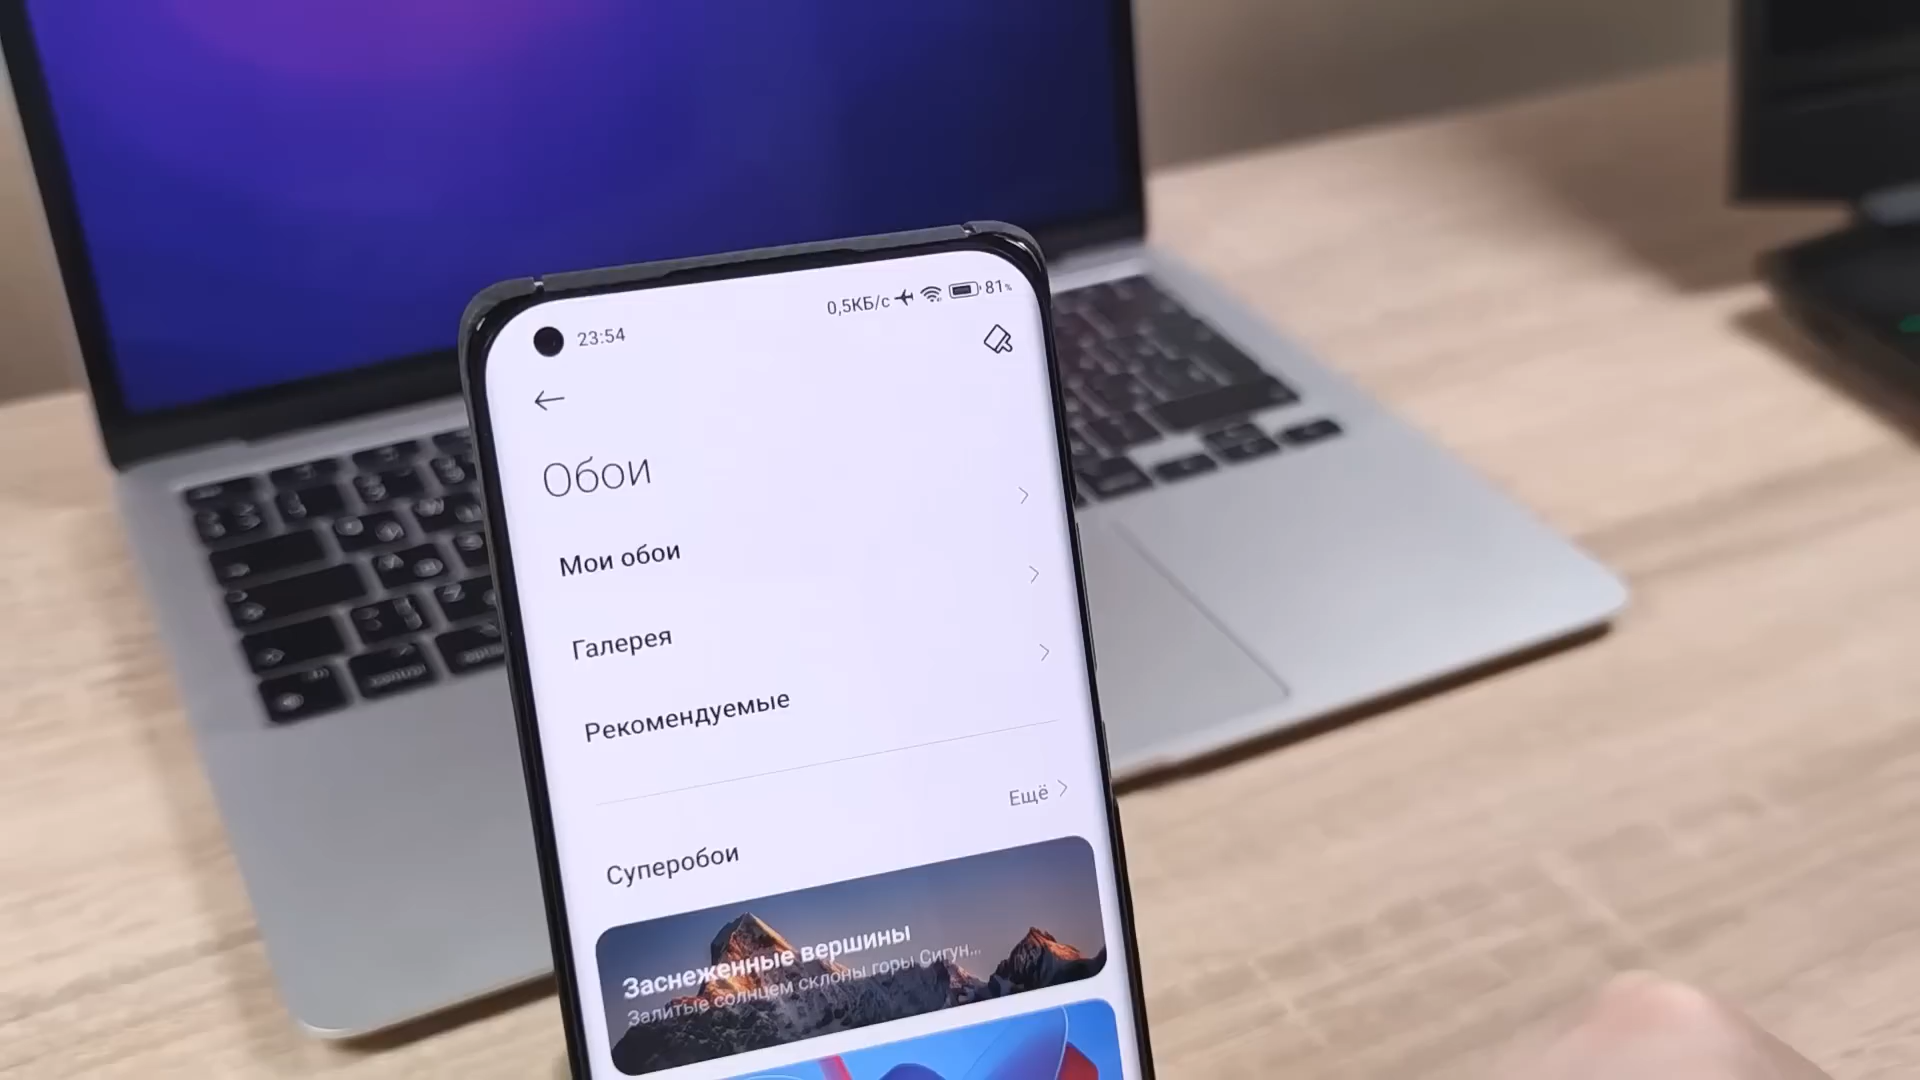 23:54
0,5КБ/с 81%
Обои
Мои обои
Галерея
Рекомендуемые
Ещё
Суперобои
Заснеженные вершины
Залитые солнцем склоны горы Сигун...
control